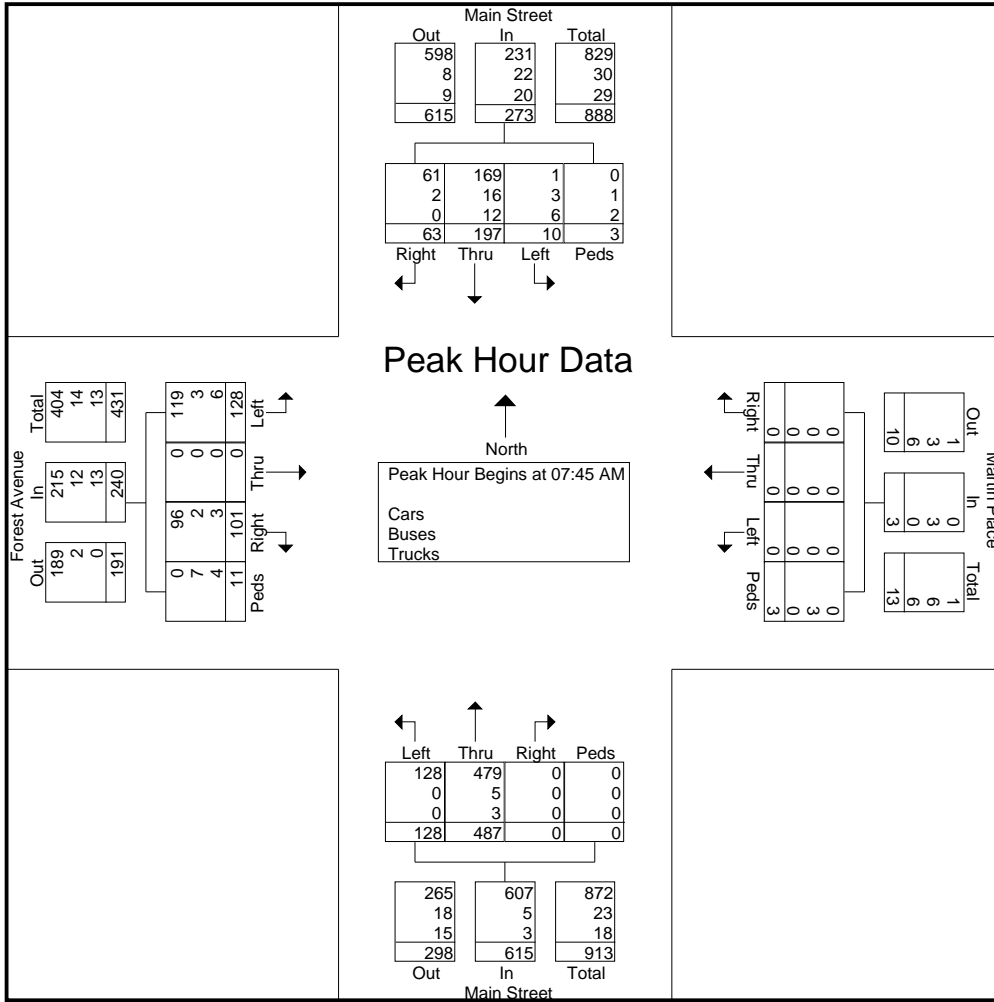 Main Street
Out In Total
598 231 829
8 22 30
9 20 29
615 273 888
61 169 1 0
2 16 3 1
0 12 6 2
63 197 10 3
Right Thru Left Peds
Peak Hour Data
North
Peak Hour Begins at 07:45 AM
Cars
Buses
Trucks
Forest Avenue
Out In Total
189 215 404
2 12 14
0 13 13
191 240 431
0 96 0 119
7 2 0 3
4 3 0 6
11 101 0 128
Peds Right Thru Left
Martin Place
Out In Total
1 0 1
3 3 6
6 0 6
10 3 13
0 0 0 0
0 0 0 3
0 0 0 0
0 0 0 3
Right Thru Left Peds
Left Thru Right Peds
128 479 0 0
0 5 0 0
0 3 0 0
128 487 0 0
265 607 872
18 5 23
15 3 18
298 615 913
Out In Total
Main Street